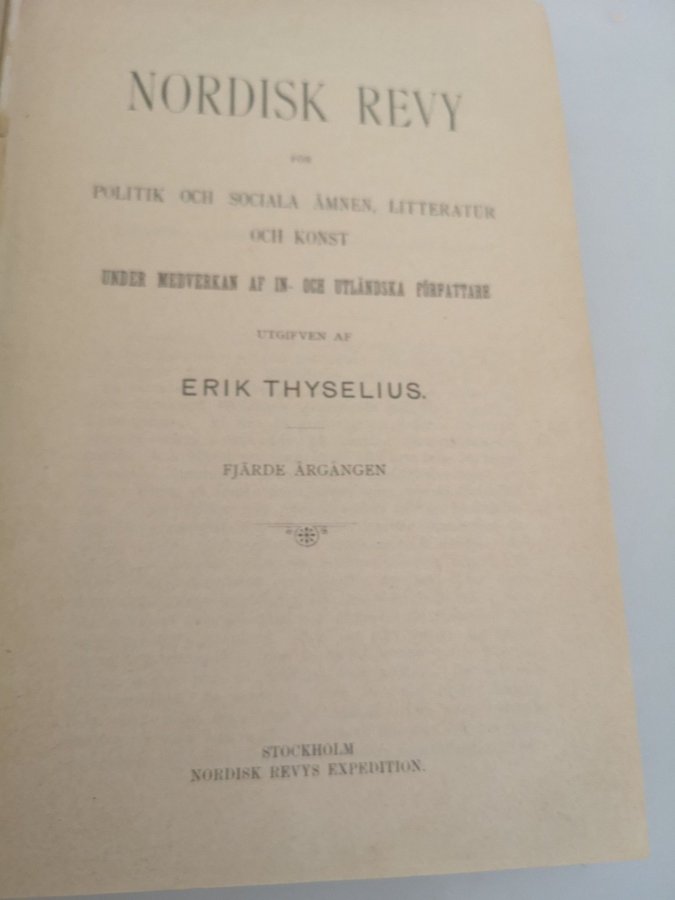 NORDISK REVY
FÖR
POLITIK OCH SOCIALA ÄMNEN, LITTERATUR
OCH KONST
UNDER MEDVERKAN AF IN- OCH UTLÄNDSKA FÖRFATTARE
UTGIFVEN AF
ERIK THYSELIUS.
FJÄRDE ÅRGÅNGEN
STOCKHOLM
NORDISK REVYS EXPEDITION.